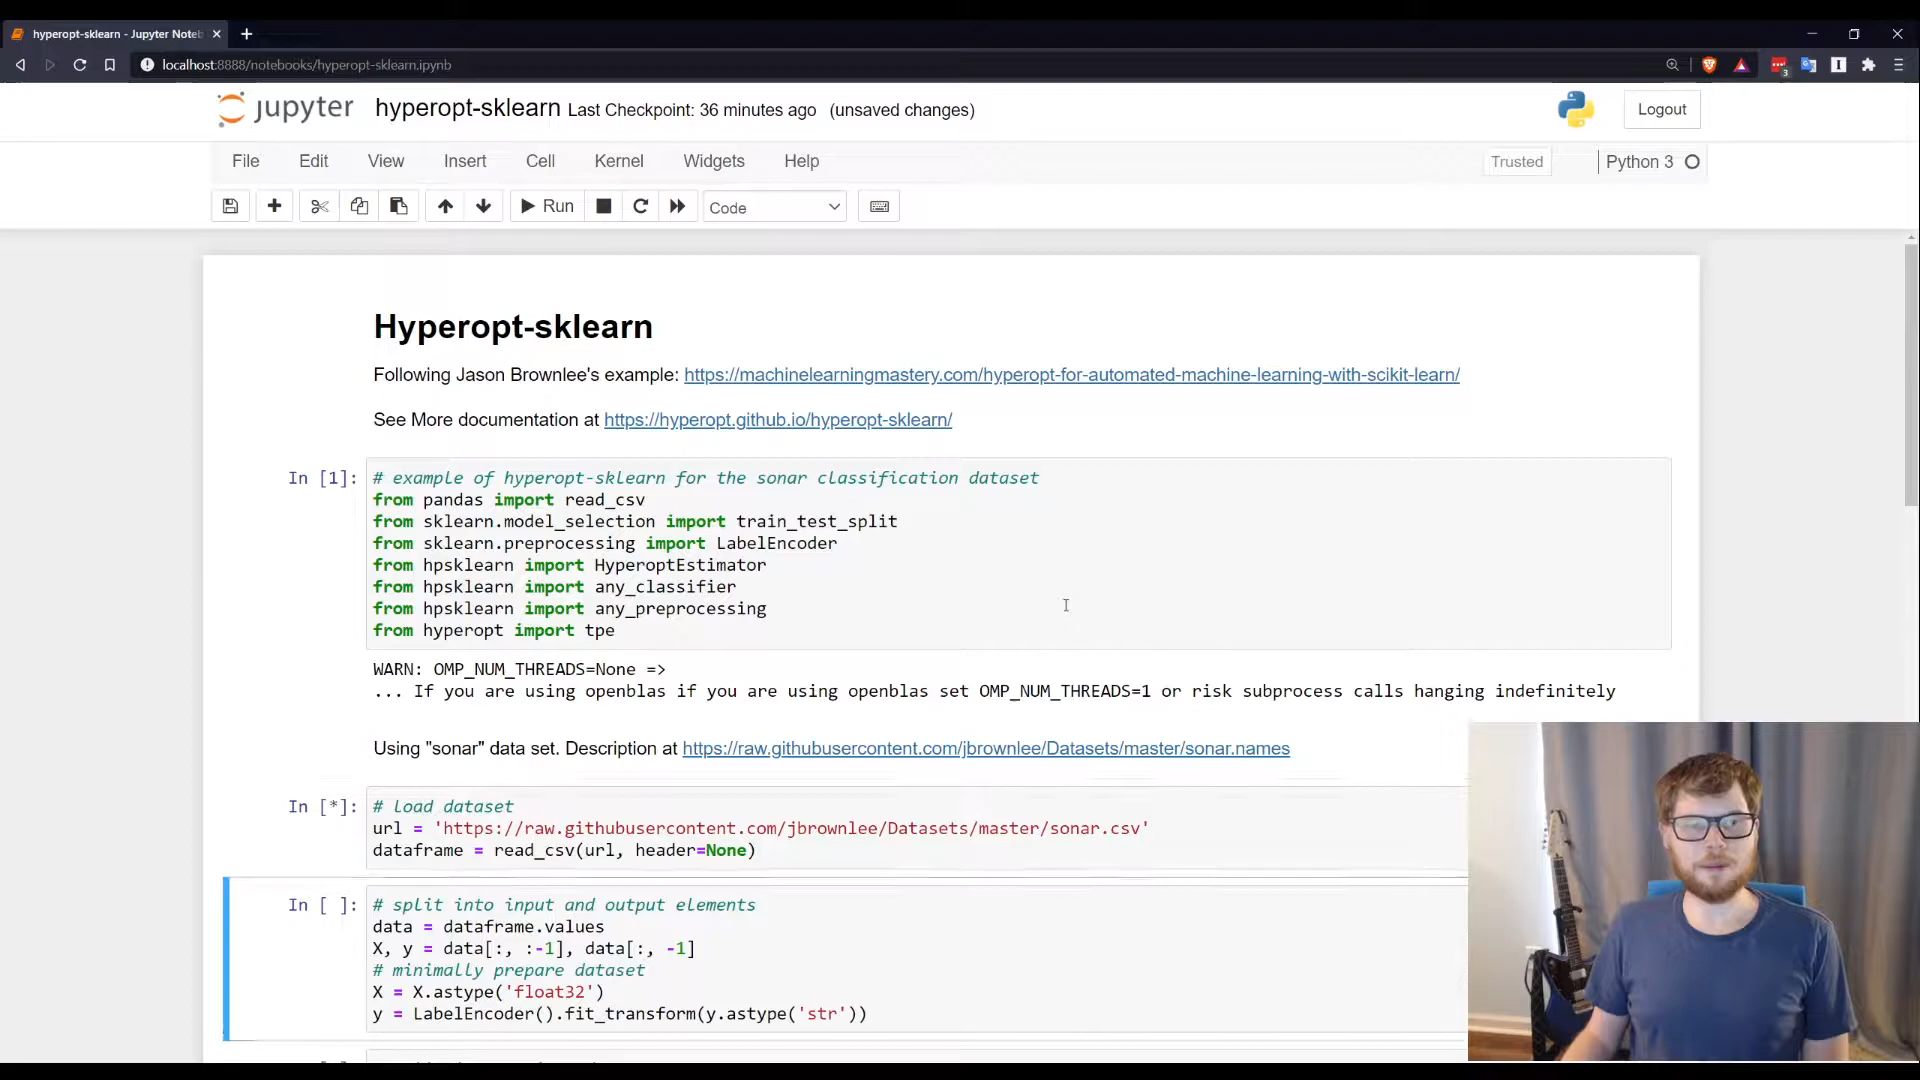 hyperopt-sklearn - Jupyter Noteb
localhost:8888/notebooks/hyperopt-sklearn.ipynb
3
jupyter hyperopt-sklearn Last Checkpoint: 36 minutes ago (unsaved changes)
Logout
File Edit View Insert Cell Kernel Widgets Help
Trusted
Python 3
Run
Code
Hyperopt-sklearn
Following Jason Brownlee's example: https://machinelearningmastery.com/hyperopt-for-automated-machine-learning-with-scikit-learn/
See More documentation at https://hyperopt.github.io/hyperopt-sklearn/
In [1]: # example of hyperopt-sklearn for the sonar classification dataset
from pandas import read_csv
from sklearn.model_selection import train_test_split
from sklearn.preprocessing import LabelEncoder
from hpsklearn import HyperoptEstimator
from hpsklearn import any_classifier
from hpsklearn import any_preprocessing
from hyperopt import tpe
WARN: OMP_NUM_THREADS=None =>
... If you are using openblas if you are using openblas set OMP_NUM_THREADS=1 or risk subprocess calls hanging indefinitely
Using "sonar" data set. Description at https://raw.githubusercontent.com/jbrownlee/Datasets/master/sonar.names
In [*]: # load dataset
url = 'https://raw.githubusercontent.com/jbrownlee/Datasets/master/sonar.csv'
dataframe = read_csv(url, header=None)
In [ ]: # split into input and output elements
data = dataframe.values
X, y = data[:, :-1], data[:, -1]
# minimally prepare dataset
X = X.astype('float32')
y = LabelEncoder().fit_transform(y.astype('str'))